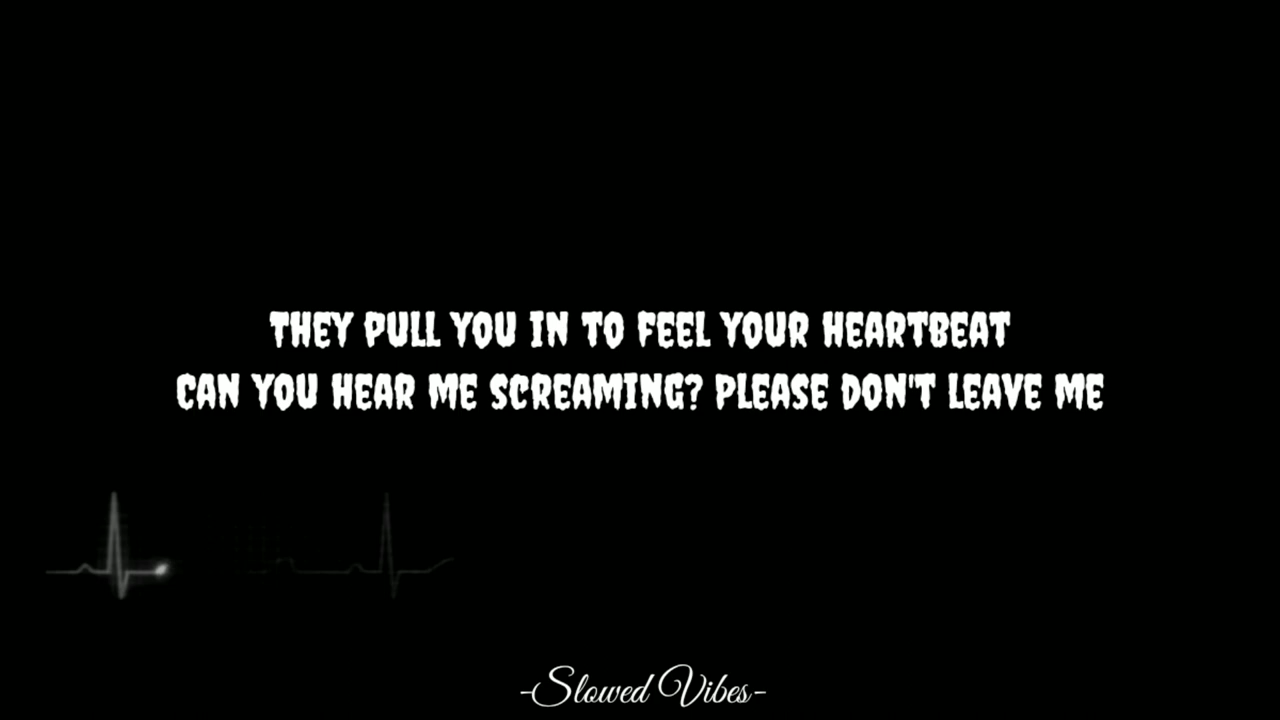 THEY PULL YOU IN TO FEEL YOUR HEARTBEAT
CAN YOU HEAR ME SCREAMING? PLEASE DON'T LEAVE ME
-Slowed Vibes-